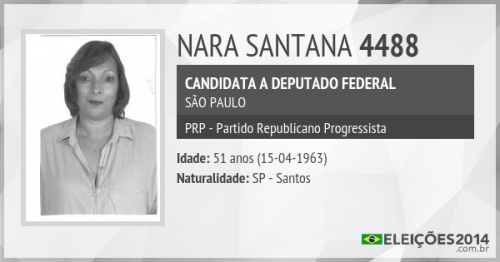 NARA SANTANA 4488
CANDIDATA A DEPUTADO FEDERAL
SÃO PAULO
PRP - Partido Republicano Progressista
Idade: 51 anos (15-04-1963)
Naturalidade: SP - Santos
ELEIÇÕES2014
.com.br